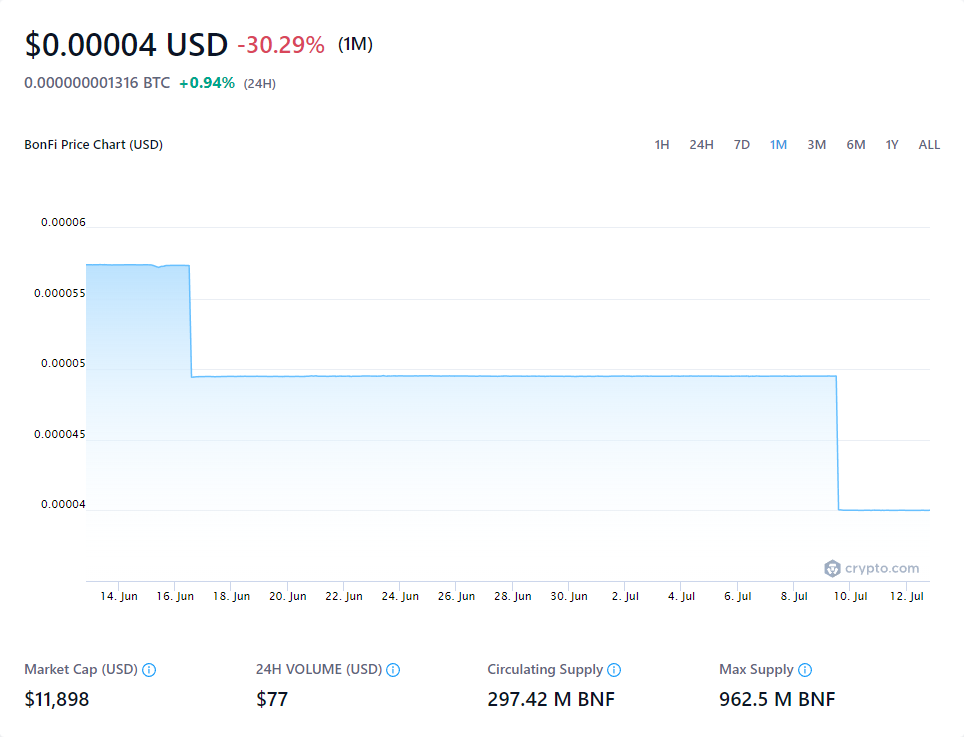 $0.00004 USD -30.29% (1M)
0.000000001316 BTC +0.94% (24H)
BonFi Price Chart (USD) 1H 24H 7D 1M 3M 6M 1Y ALL
0.00006
0.000055
0.00005
0.000045
0.00004
crypto.com
14. Jun 16. Jun 18. Jun 20. Jun 22. Jun 24. Jun 26. Jun 28. Jun 30. Jun 2. Jul 4. Jul 6. Jul 8. Jul 10. Jul 12. Jul
Market Cap (USD) 24H VOLUME (USD) Circulating Supply Max Supply
$11,898 $77 297.42 M BNF 962.5 M BNF